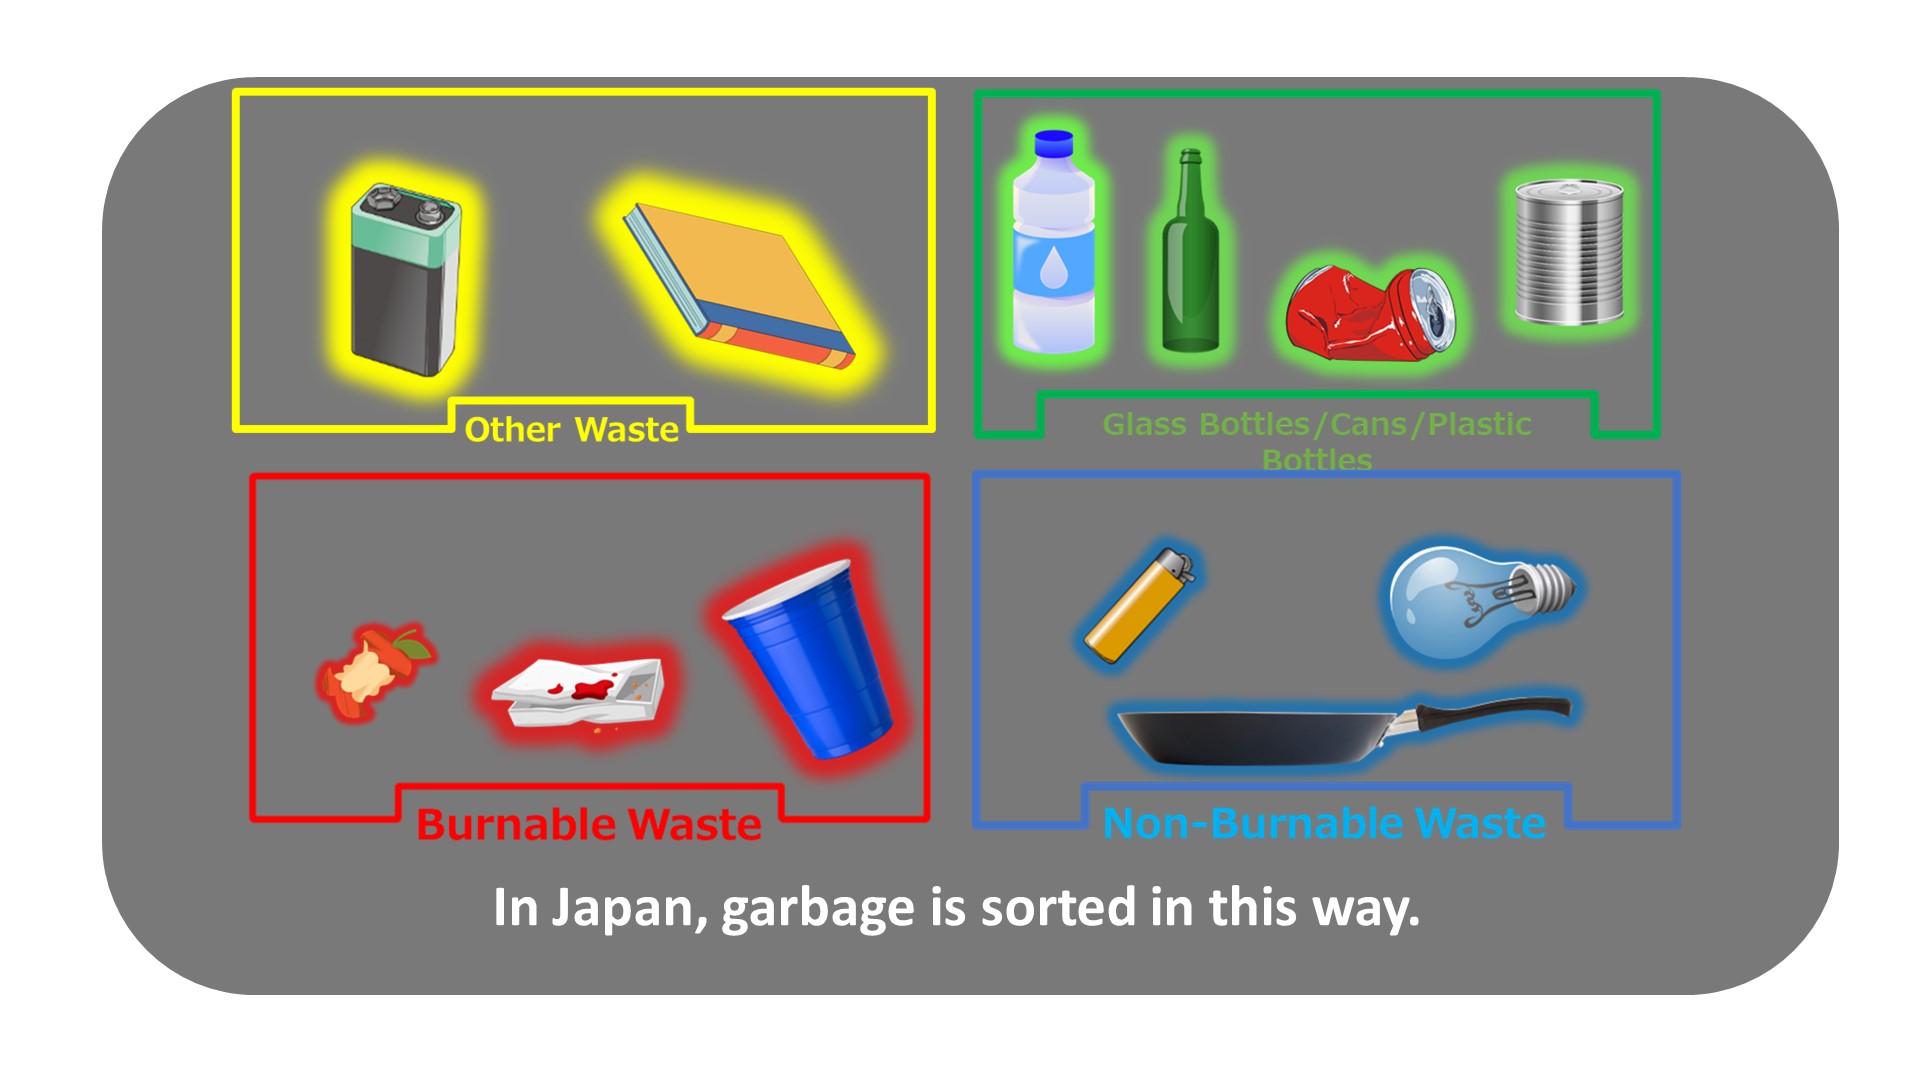 Other Waste
Glass Bottles/Cans/Plastic
Bottles
Burnable Waste
Non-Burnable Waste
In Japan, garbage is sorted in this way.